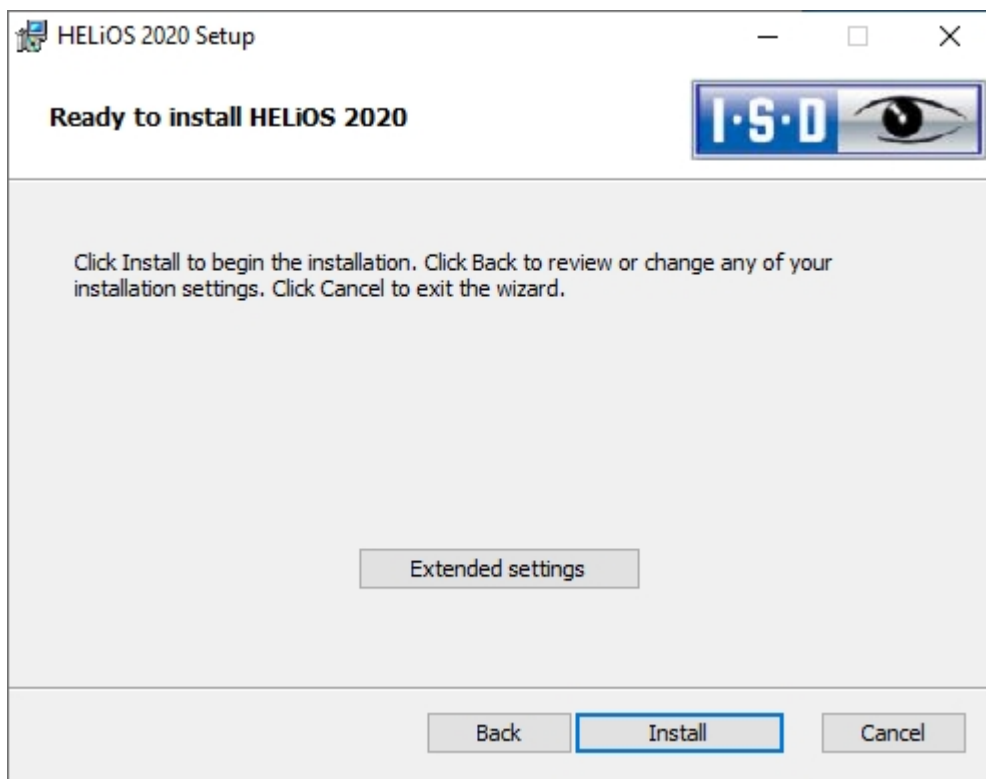 HELiOS 2020 Setup
Ready to install HELiOS 2020
I·S·D
Click Install to begin the installation. Click Back to review or change any of your
installation settings. Click Cancel to exit the wizard.
Extended settings
Back
Install
Cancel